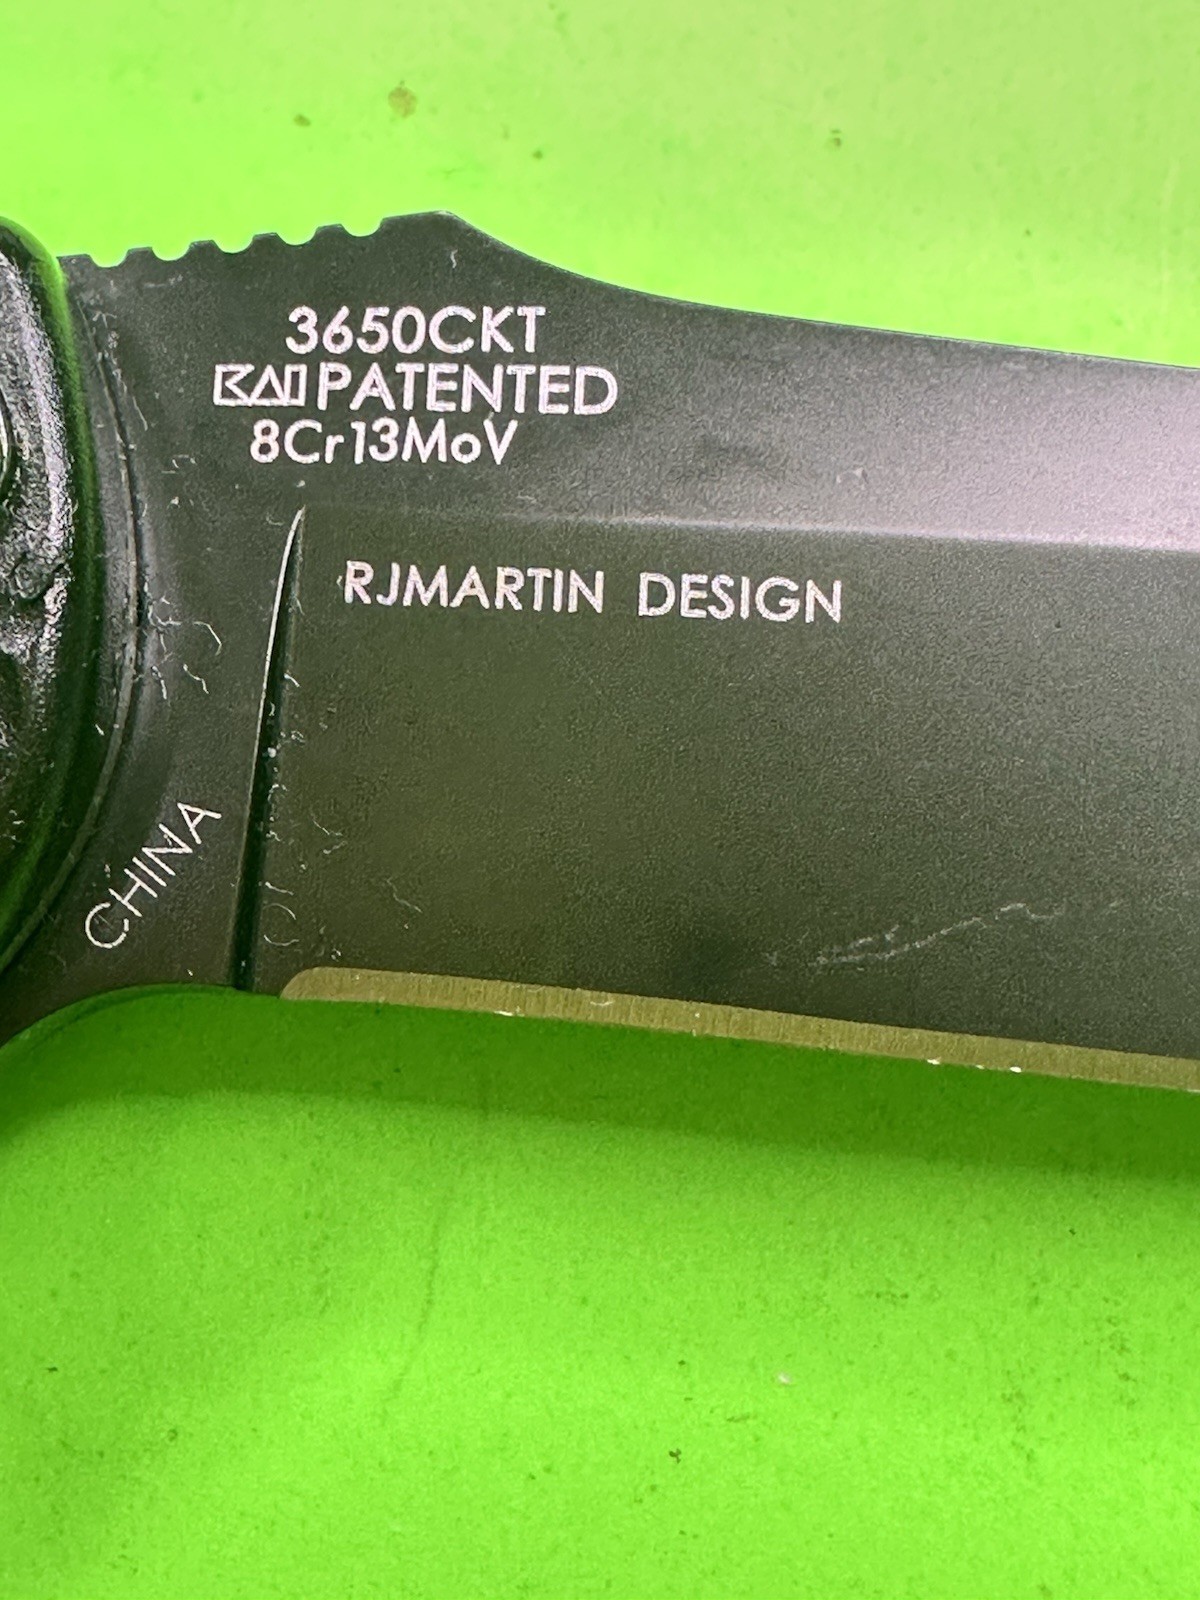 3650CKT
KAI PATENTED
8Cr13MoV
RJMARTIN DESIGN
CHINA